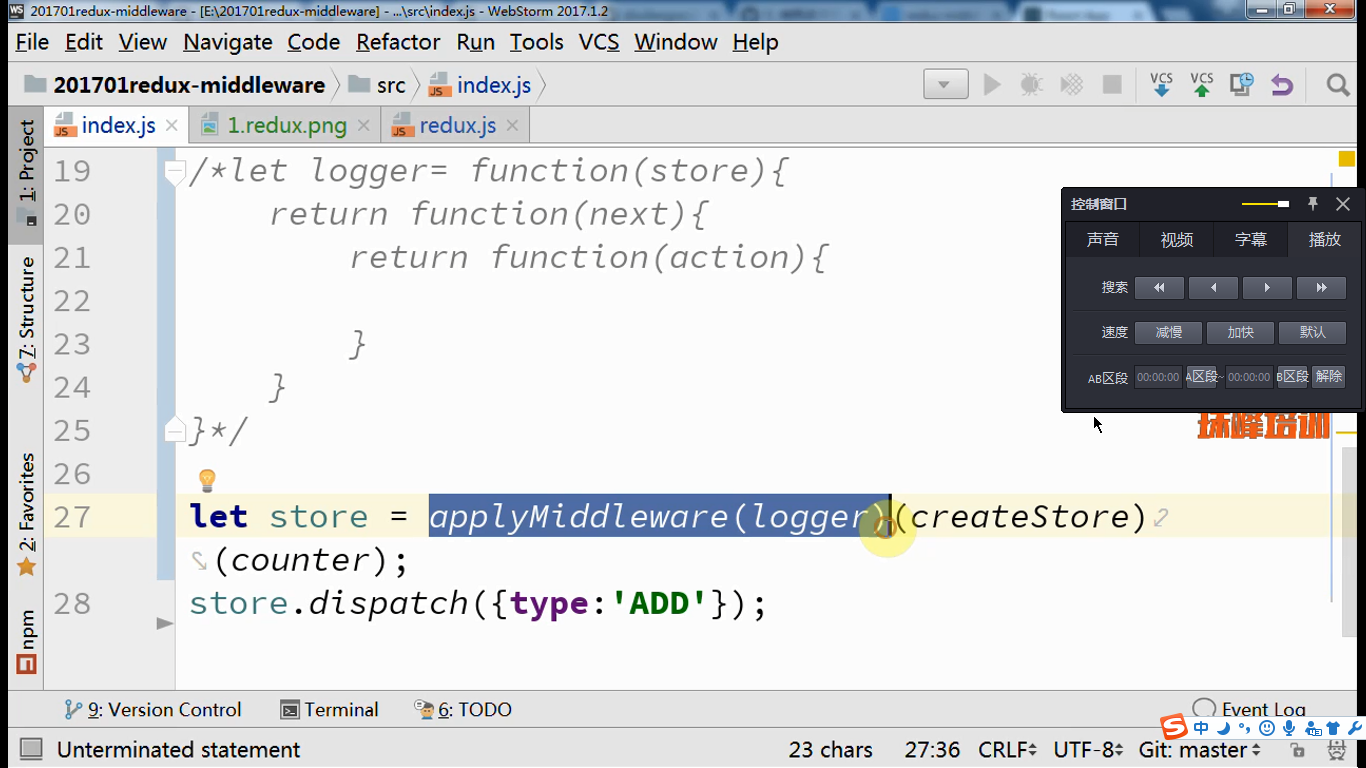 201701redux-middleware - [E:\201701redux-middleware] - ...\src\index.js - WebStorm 2017.1.2
File Edit View Navigate Code Refactor Run Tools VCS Window Help
201701redux-middleware src index.js
VCS VCS
index.js 1.redux.png redux.js
1: Project
7: Structure
2: Favorites
npm
19 /*let logger= function(store){
20 return function(next){
21 return function(action){
22
23 }
24 }
25 }*/
26
27 let store = applyMiddleware(logger)(createStore)
(counter);
28 store.dispatch({type:'ADD'});
控制窗口
声音 视频 字幕 播放
搜索
速度 减慢 加快 默认
AB区段 00:00:00 A区段~ 00:00:00 B区段 解除
珠峰培训
9: Version Control Terminal 6: TODO Event Log
中
Unterminated statement 23 chars 27:36 CRLF UTF-8 Git: master